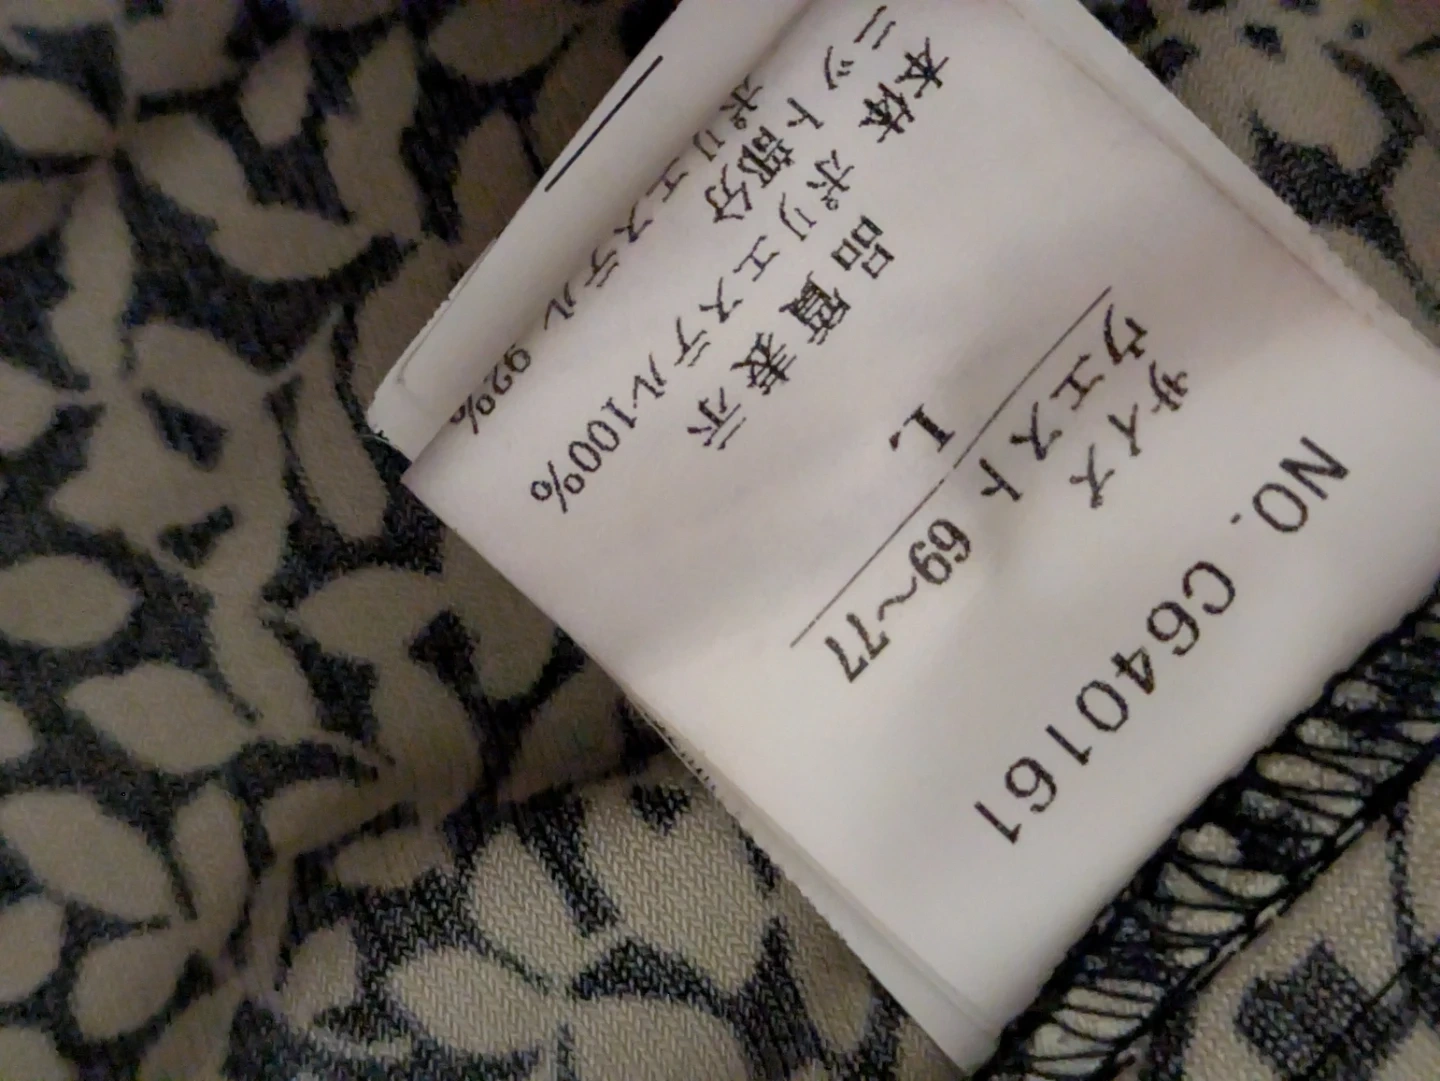 NO. C640161
サイズ
ウエスト 69~77
L
品質表示
本体 ポリエステル100%
ニット部分
ポリエステル 92%